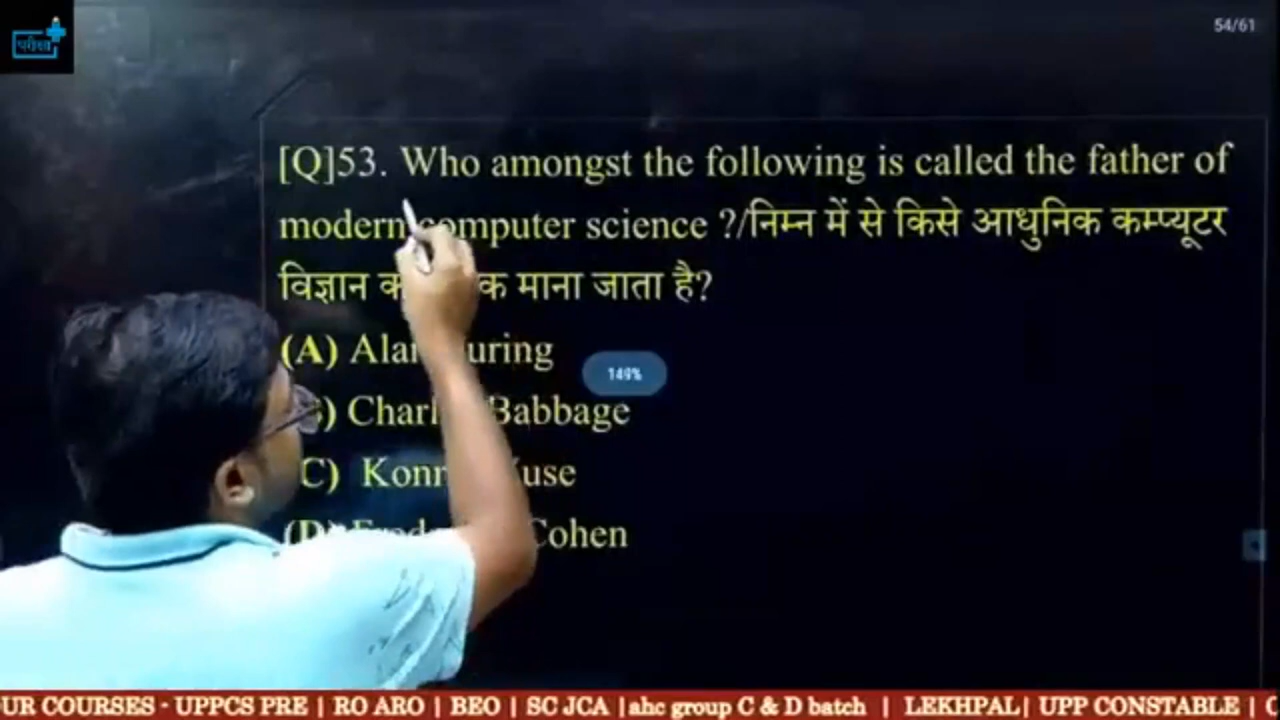 परीक्षा
54/61
[Q]53. Who amongst the following is called the father of
modern computer science ?/निम्न में से किसे आधुनिक कम्प्यूटर
विज्ञान माना जाता है?
(A) Alan Turing
149%
Charles Babbage
(C) Konrad Zuse
(D) Cohen
OUR COURSES - UPPCS PRE | RO ARO | BEO | SC JCA |ahc group C & D batch | LEKHPAL| UPP CONSTABLE |